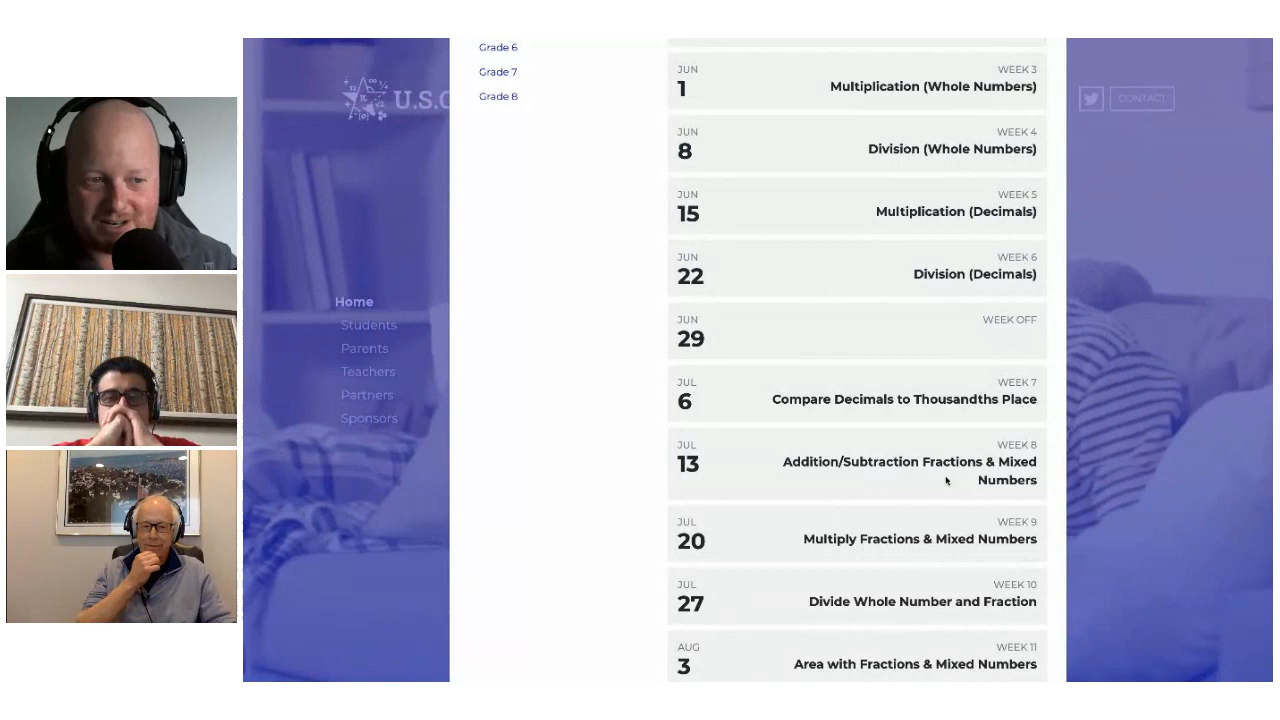 Grade 6
Grade 7
Grade 8
U.S.
Home
Students
Parents
Teachers
Partners
Sponsors
JUN
1
WEEK 3
Multiplication (Whole Numbers)
JUN
8
WEEK 4
Division (Whole Numbers)
JUN
15
WEEK 5
Multiplication (Decimals)
JUN
22
WEEK 6
Division (Decimals)
JUN
29
WEEK OFF
JUL
6
WEEK 7
Compare Decimals to Thousandths Place
JUL
13
WEEK 8
Addition/Subtraction Fractions & Mixed
Numbers
JUL
20
WEEK 9
Multiply Fractions & Mixed Numbers
JUL
27
WEEK 10
Divide Whole Number and Fraction
AUG
3
WEEK 11
Area with Fractions & Mixed Numbers
CONTACT